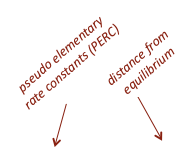 pseudo elementary
rate constants (PERC)
distance from
equilibrium